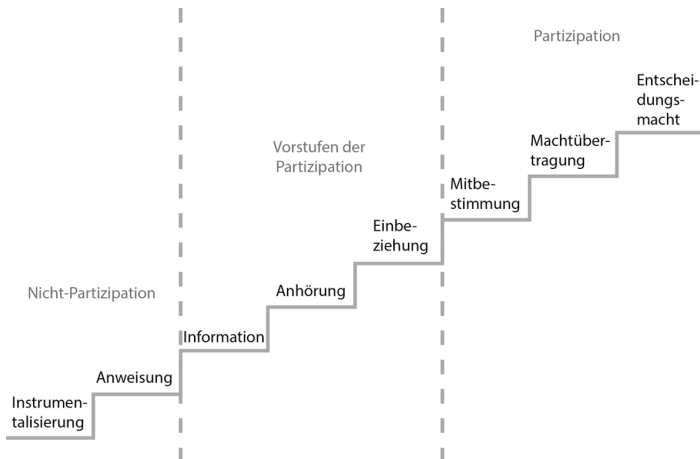 Partizipation
Entschei-
dungs-
macht
Machtüber-
tragung
Vorstufen der
Partizipation
Mitbe-
stimmung
Einbe-
ziehung
Nicht-Partizipation
Anhörung
Information
Anweisung
Instrumen-
talisierung